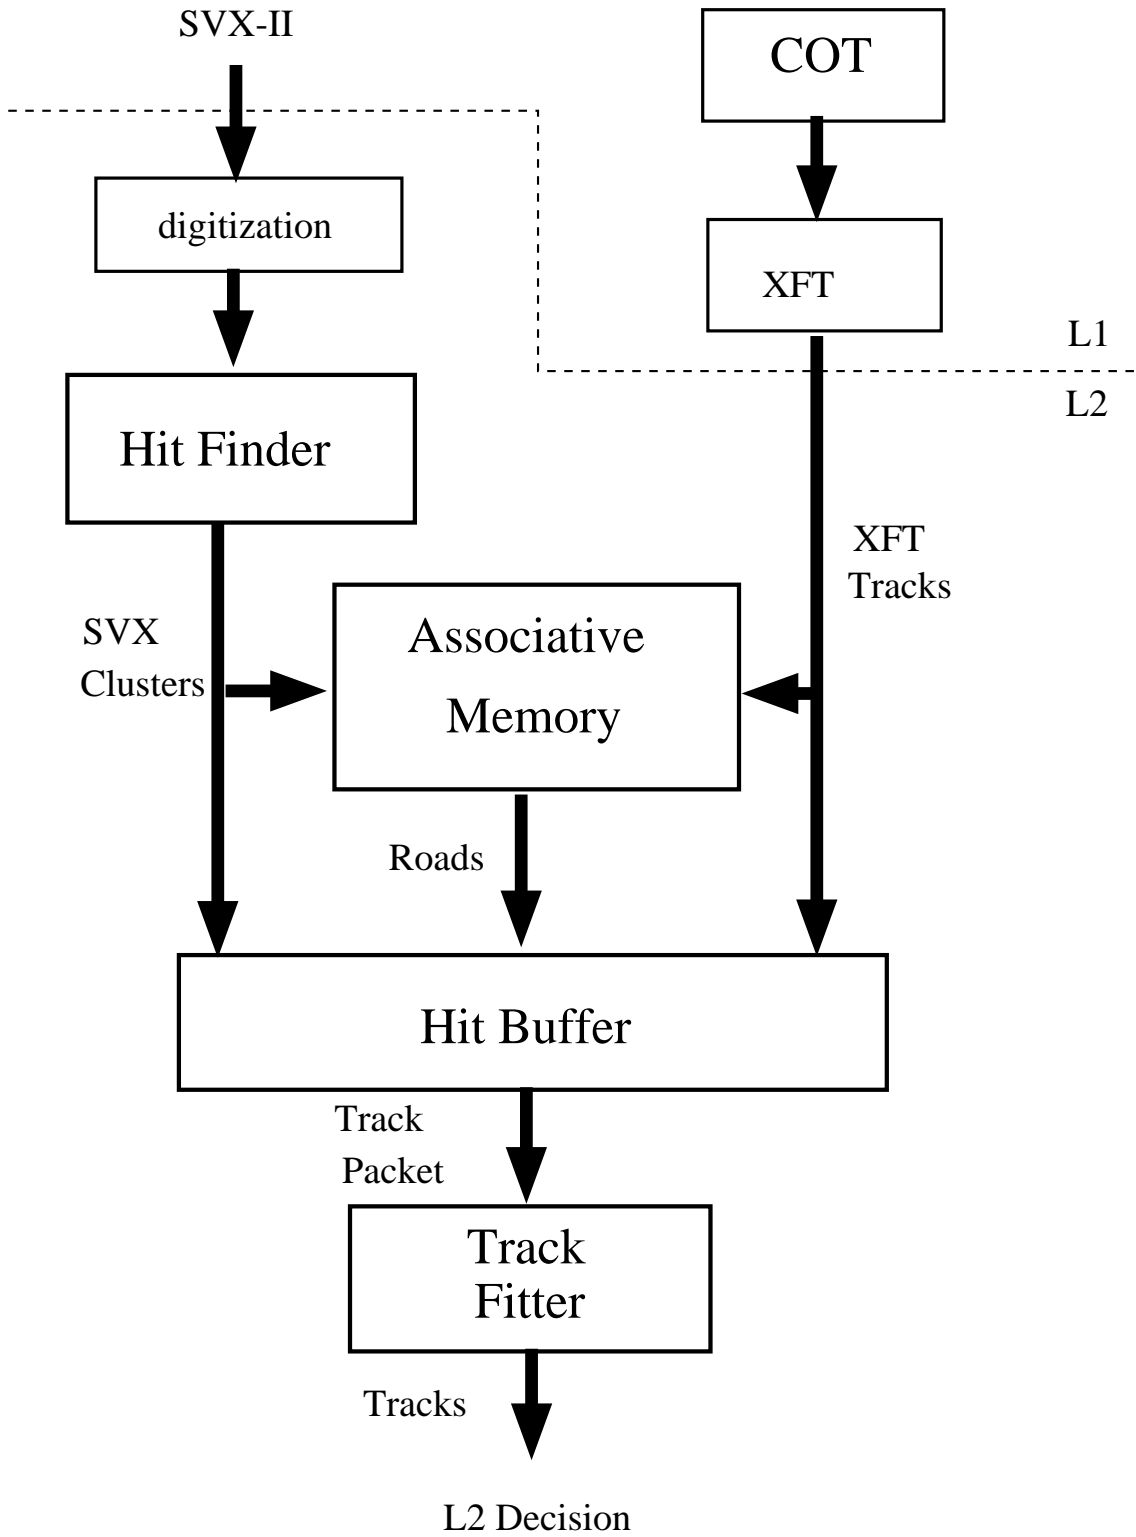 SVX-II
COT
digitization
XFT
L1
L2
Hit Finder
XFT
Tracks
SVX
Clusters
Associative
Memory
Roads
Hit Buffer
Track
Packet
Track
Fitter
Tracks
L2 Decision